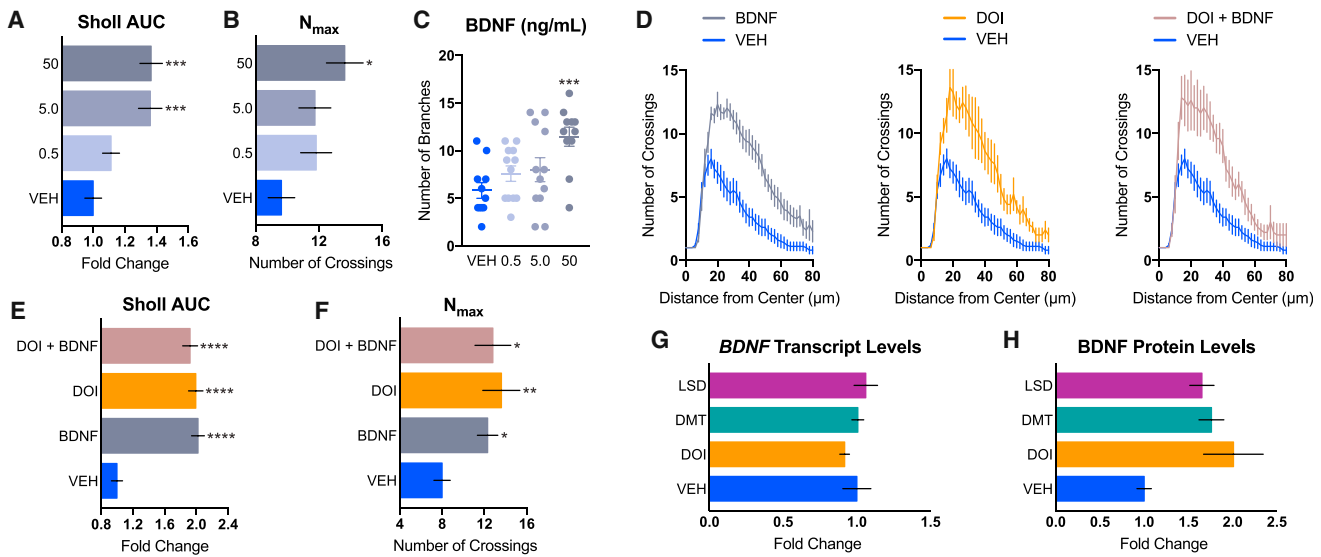 A
Sholl AUC
50
5.0
0.5
VEH
***
***
0.8 1.0 1.2 1.4 1.6
Fold Change
B
Nmax
50
5.0
0.5
VEH
*
8 12 16
Number of Crossings
C
BDNF (ng/mL)
Number of Branches
20
15
10
5
0
***
VEH 0.5 5.0 50
D
BDNF
VEH
Number of Crossings
15
10
5
0
0 20 40 60 80
Distance from Center (μm)
DOI
VEH
Number of Crossings
15
10
5
0
0 20 40 60 80
Distance from Center (μm)
DOI + BDNF
VEH
Number of Crossings
15
10
5
0
0 20 40 60 80
Distance from Center (μm)
E
Sholl AUC
DOI + BDNF
DOI
BDNF
VEH
****
****
****
0.8 1.2 1.6 2.0 2.4
Fold Change
F
Nmax
DOI + BDNF
DOI
BDNF
VEH
*
**
*
4 8 12 16
Number of Crossings
G
BDNF Transcript Levels
LSD
DMT
DOI
VEH
0.0 0.5 1.0 1.5
Fold Change
H
BDNF Protein Levels
LSD
DMT
DOI
VEH
0.0 0.5 1.0 1.5 2.0 2.5
Fold Change